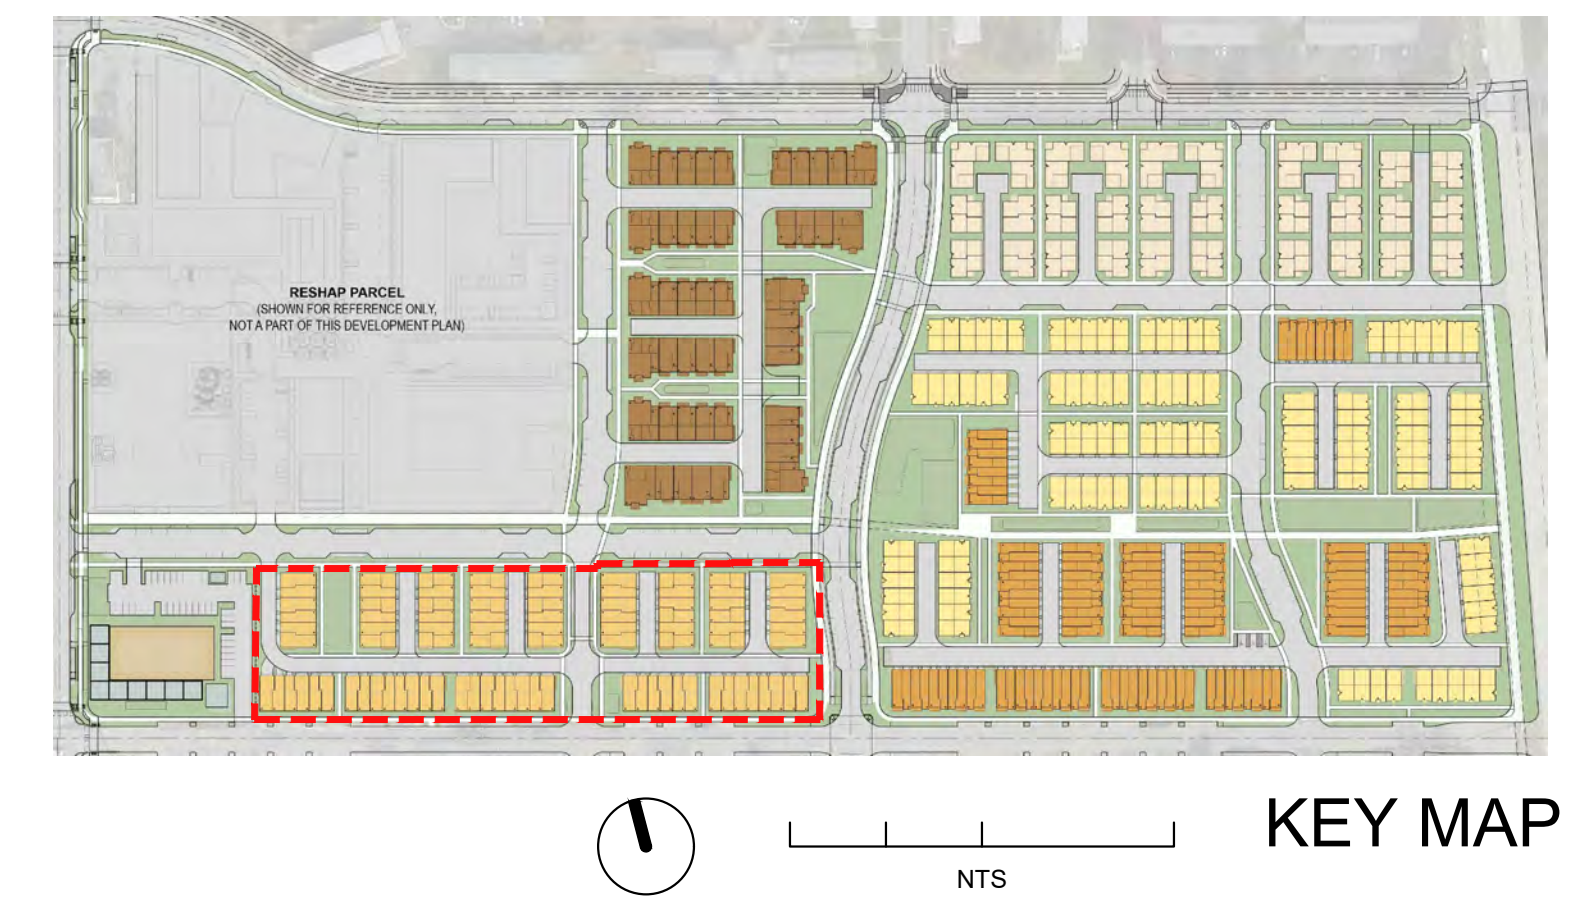 RESHAP PARCEL
(SHOWN FOR REFERENCE ONLY,
NOT A PART OF THIS DEVELOPMENT PLAN)
KEY MAP
NTS